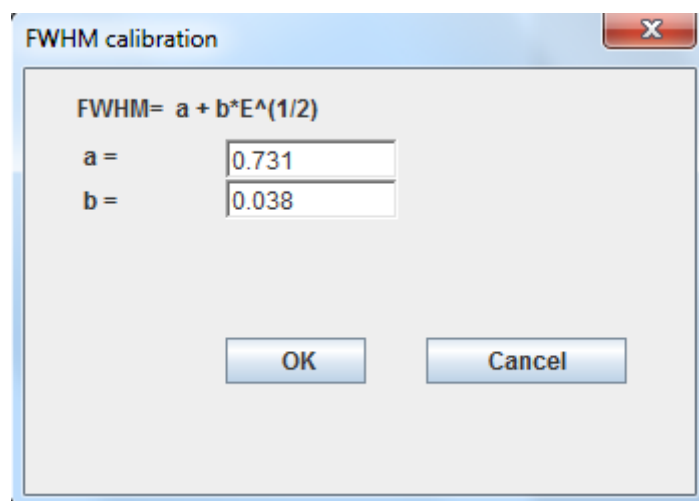 FWHM calibration
FWHM= a + b*E^(1/2)
a = 0.731
b = 0.038
OK Cancel